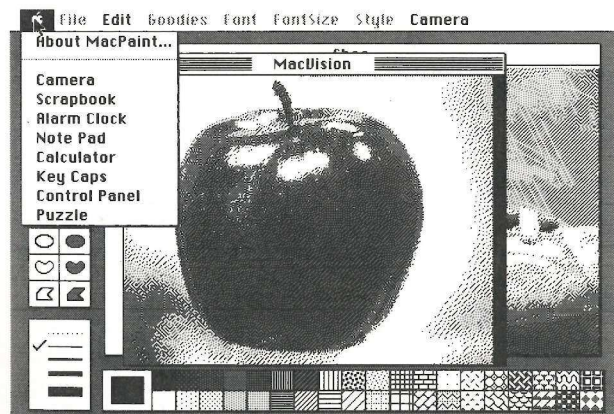 File Edit Goodies Font FontSize Style Camera
About MacPaint...
MacVision
Camera
Scrapbook
Alarm Clock
Note Pad
Calculator
Key Caps
Control Panel
Puzzle